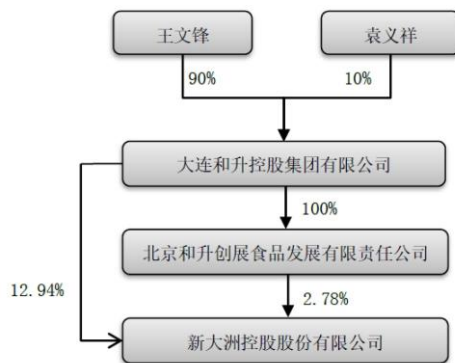 王文锋
袁义祥
90%
10%
大连和升控股集团有限公司
100%
北京和升创展食品发展有限责任公司
12.94%
2.78%
新大洲控股股份有限公司